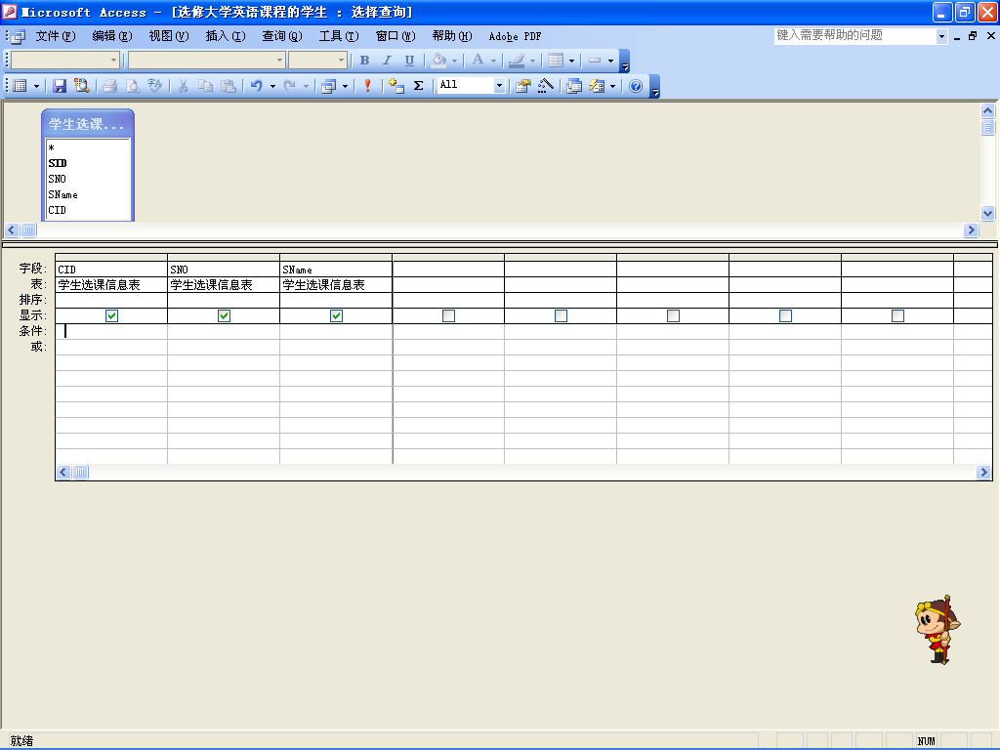 Microsoft Access - [选修大学英语课程的学生 : 选择查询]
文件(F) 编辑(E) 视图(V) 插入(I) 查询(Q) 工具(T) 窗口(W) 帮助(H) Adobe PDF 键入需要帮助的问题
B I U A
All
学生选课...
*
SID
SNO
SName
CID
字段: CID SNO SName
表: 学生选课信息表 学生选课信息表 学生选课信息表
排序:
显示:
条件:
或:
就绪 NUM